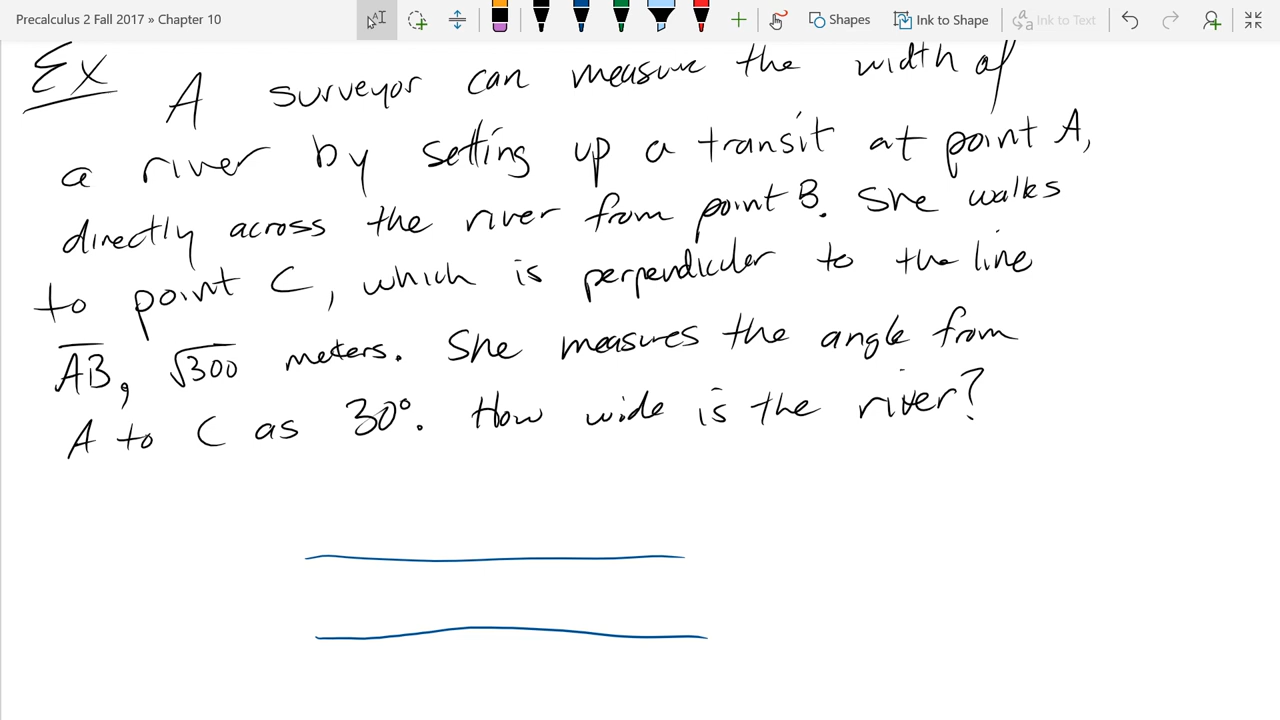 Precalculus 2 Fall 2017 » Chapter 10
Shapes
Ink to Shape
Ink to Text
Ex A surveyor can measure the width of
a river by setting up a transit at point A,
directly across the river from point B. She walks
to point C, which is perpendicular to the line
AB, √300 meters. She measures the angle from
A to C as 30°. How wide is the river?